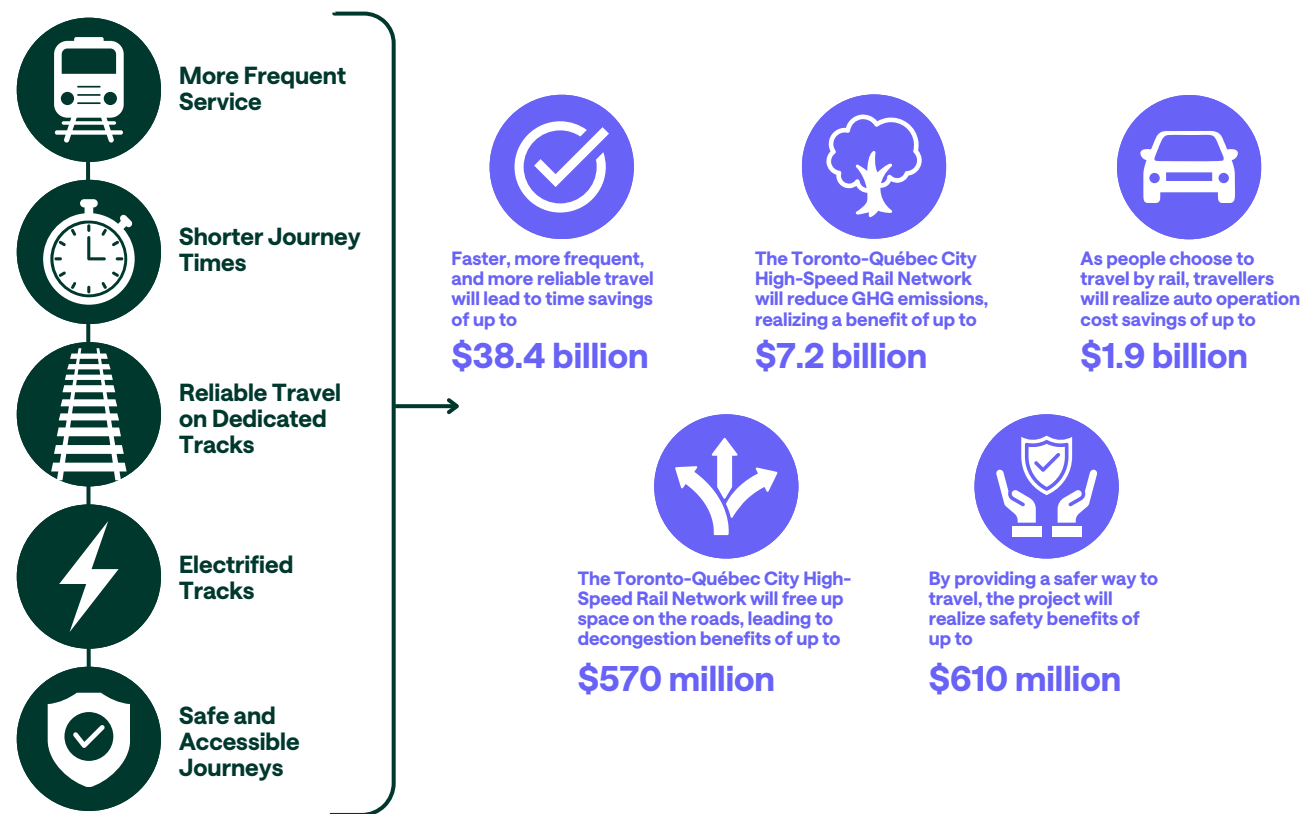 More Frequent
Service
Shorter Journey
Times
Reliable Travel
on Dedicated
Tracks
Electrified
Tracks
Safe and
Accessible
Journeys
Faster, more frequent,
and more reliable travel
will lead to time savings
of up to
$38.4 billion
The Toronto-Québec City
High-Speed Rail Network
will reduce GHG emissions,
realizing a benefit of up to
$7.2 billion
As people choose to
travel by rail, travellers
will realize auto operation
cost savings of up to
$1.9 billion
The Toronto-Québec City High-
Speed Rail Network will free up
space on the roads, leading to
decongestion benefits of up to
$570 million
By providing a safer way to
travel, the project will
realize safety benefits of
up to
$610 million